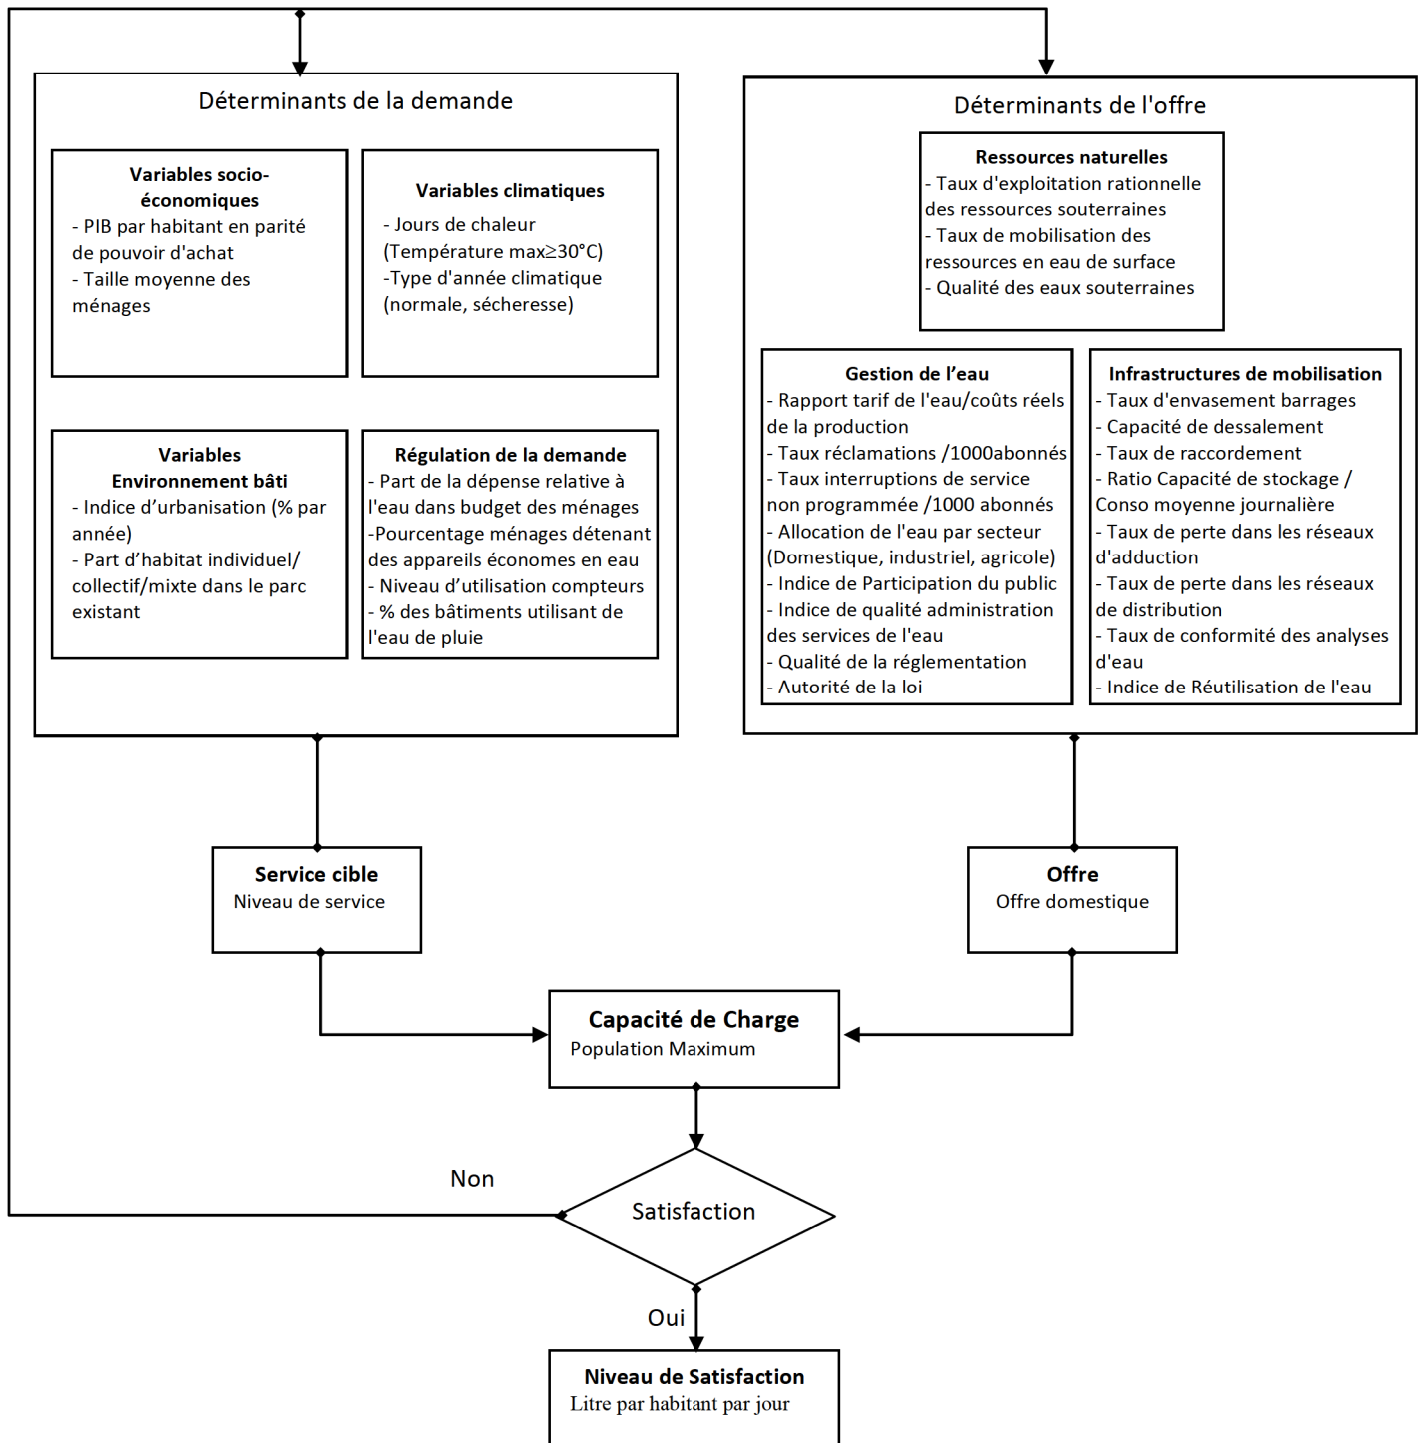 Déterminants de la demande
Variables socio-
économiques
- PIB par habitant en parité
de pouvoir d'achat
- Taille moyenne des
ménages
Variables climatiques
- Jours de chaleur
(Température max≥30°C)
-Type d'année climatique
(normale, sécheresse)
Variables
Environnement bâti
- Indice d’urbanisation (% par
année)
- Part d’habitat individuel/
collectif/mixte dans le parc
existant
Régulation de la demande
- Part de la dépense relative à
l'eau dans budget des ménages
-Pourcentage ménages détenant
des appareils économes en eau
- Niveau d’utilisation compteurs
- % des bâtiments utilisant de
l'eau de pluie
Déterminants de l'offre
Ressources naturelles
- Taux d'exploitation rationnelle
des ressources souterraines
- Taux de mobilisation des
ressources en eau de surface
- Qualité des eaux souterraines
Gestion de l’eau
- Rapport tarif de l'eau/coûts réels
de la production
- Taux réclamations /1000abonnés
- Taux interruptions de service
non programmée /1000 abonnés
- Allocation de l'eau par secteur
(Domestique, industriel, agricole)
- Indice de Participation du public
- Indice de qualité administration
des services de l'eau
- Qualité de la réglementation
- Autorité de la loi
Infrastructures de mobilisation
- Taux d'envasement barrages
- Capacité de dessalement
- Taux de raccordement
- Ratio Capacité de stockage /
Conso moyenne journalière
- Taux de perte dans les réseaux
d'adduction
- Taux de perte dans les réseaux
de distribution
- Taux de conformité des analyses
d'eau
- Indice de Réutilisation de l'eau
Service cible
Niveau de service
Offre
Offre domestique
Capacité de Charge
Population Maximum
Non
Satisfaction
Oui
Niveau de Satisfaction
Litre par habitant par jour